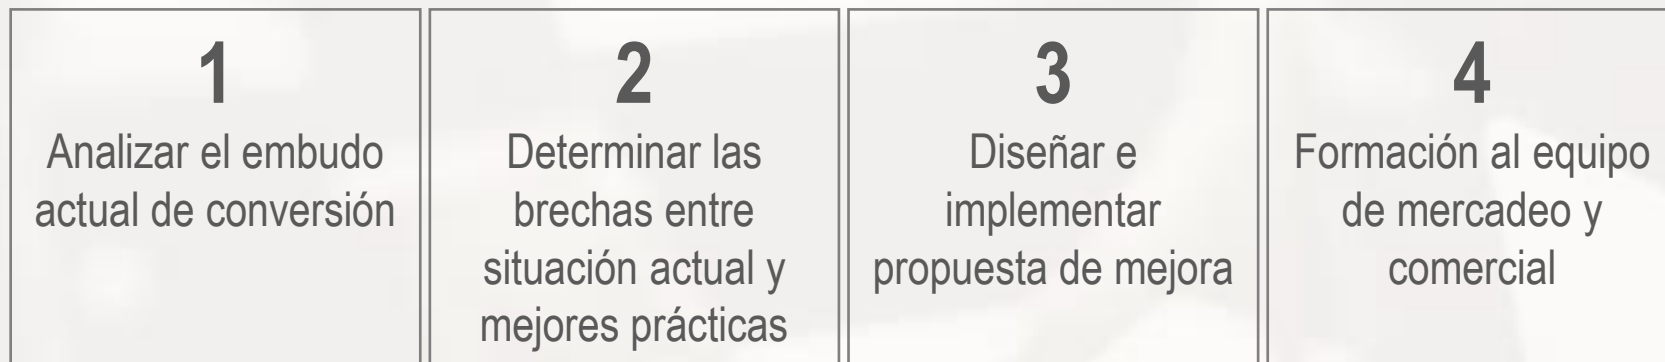 1
Analizar el embudo
actual de conversión
2
Determinar las
brechas entre
situación actual y
mejores prácticas
3
Diseñar e
implementar
propuesta de mejora
4
Formación al equipo
de mercadeo y
comercial